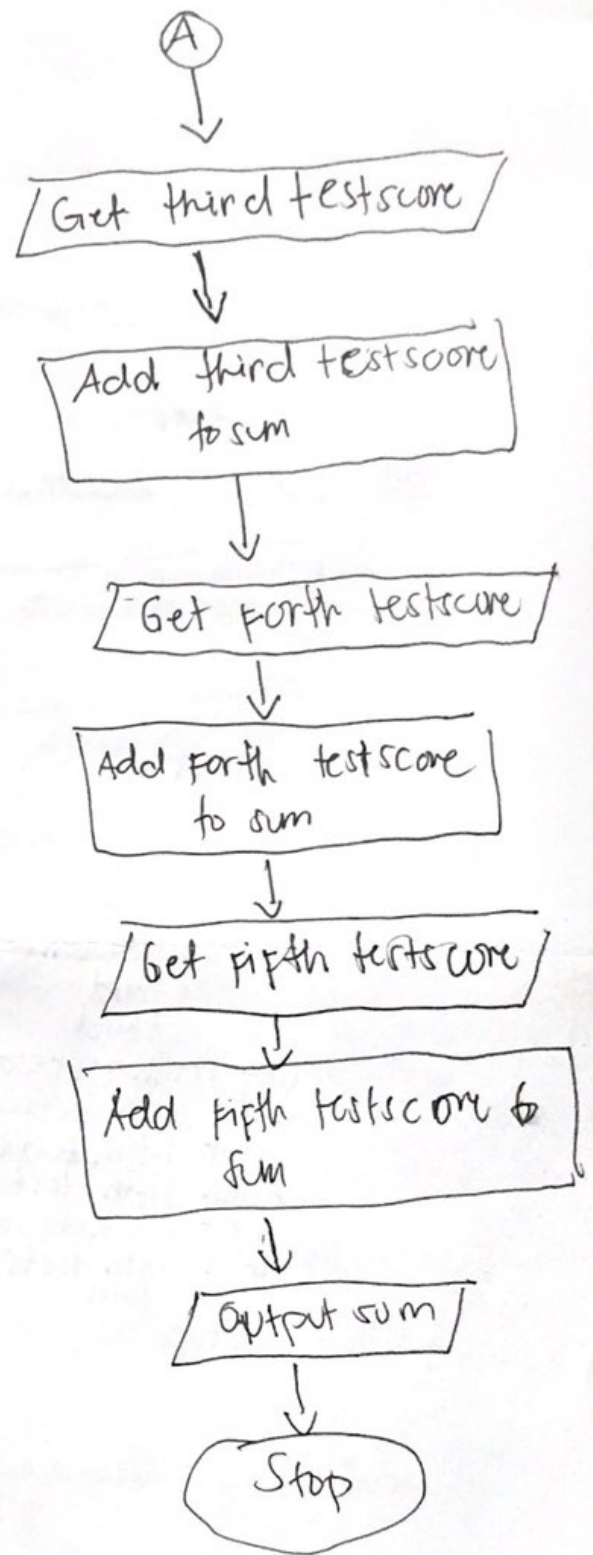 A
Get third testscore
Add third testscore
to sum
Get Forth testscore
Add Forth testscore
to sum
Get Fifth testscore
Add Fifth testscore to
sum
Output sum
Stop